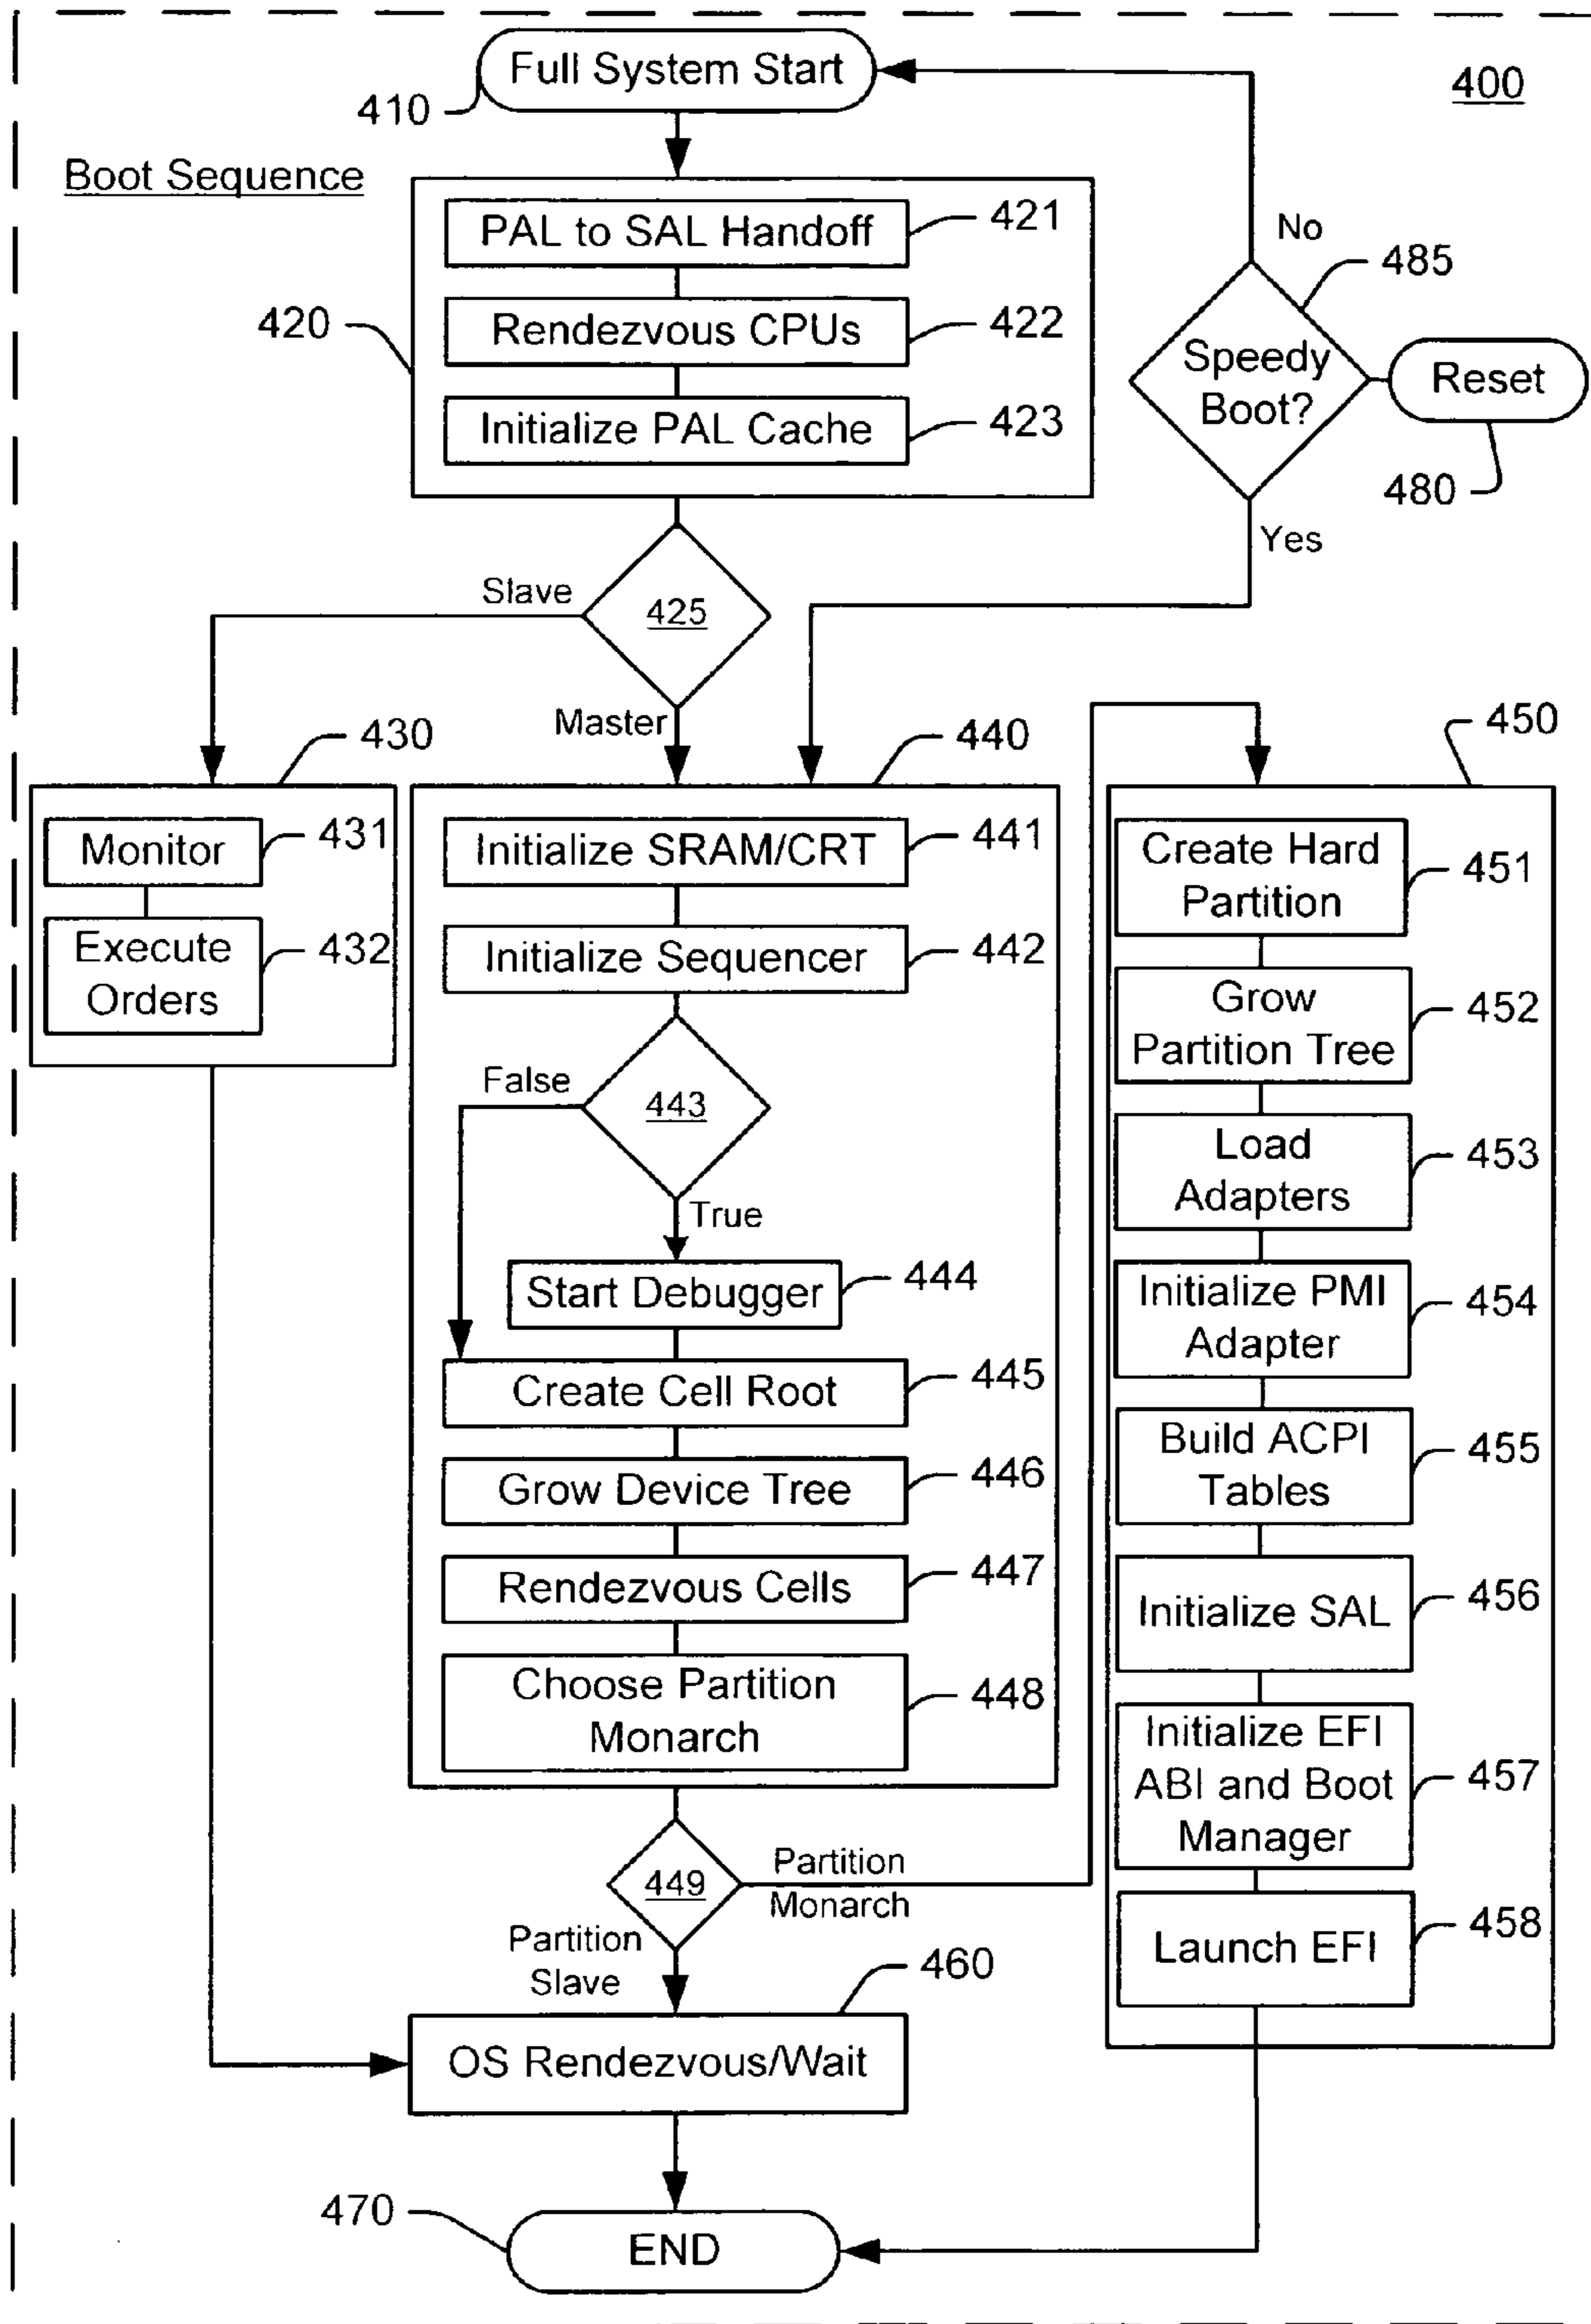 Full System Start
400
410
Boot Sequence
PAL to SAL Handoff
421
No
485
420
Rendezvous CPUs
422
Speedy
Boot?
Reset
Initialize PAL Cache
423
480
Yes
Slave
425
Master
430
440
450
Monitor
431
Initialize SRAM/CRT
441
Create Hard
Partition
451
Execute
Orders
432
Initialize Sequencer
442
Grow
Partition Tree
452
False
443
True
Load
Adapters
453
Start Debugger
444
Initialize PMI
Adapter
454
Create Cell Root
445
Build ACPI
Tables
455
Grow Device Tree
446
Rendezvous Cells
447
Initialize SAL
456
Choose Partition
Monarch
448
Initialize EFI
ABI and Boot
Manager
457
449
Partition
Monarch
Partition
Slave
Launch EFI
458
460
OS Rendezvous/Wait
470
END